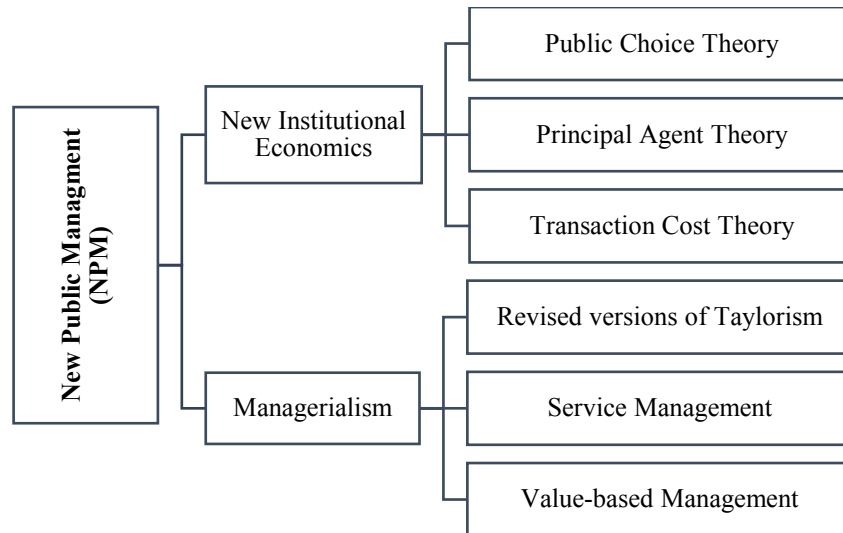 New Public Managment
(NPM)
New Institutional
Economics
Public Choice Theory
Principal Agent Theory
Transaction Cost Theory
Managerialism
Revised versions of Taylorism
Service Management
Value-based Management